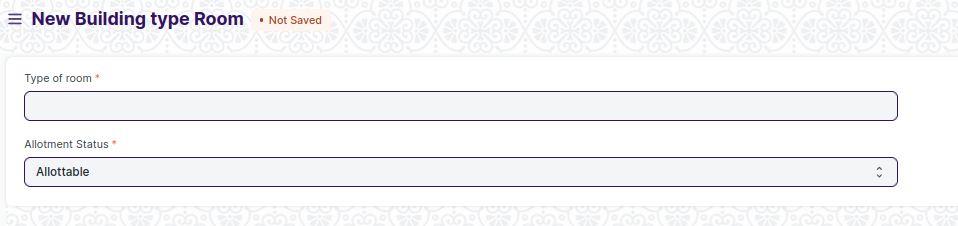 New Building type Room • Not Saved
Type of room *
Allotment Status *
Allottable